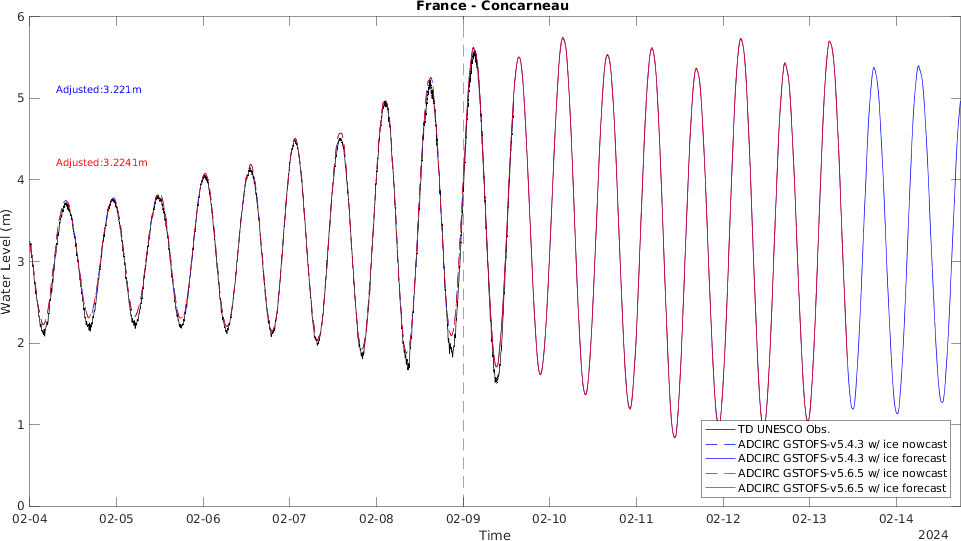 France - Concarneau
6
5
4
3
2
1
0
Water Level (m)
Adjusted:3.221m
Adjusted:3.2241m
TD UNESCO Obs.
ADCIRC GSTOFS-v5.4.3 w/ ice nowcast
ADCIRC GSTOFS-v5.4.3 w/ ice forecast
ADCIRC GSTOFS-v5.6.5 w/ ice nowcast
ADCIRC GSTOFS-v5.6.5 w/ ice forecast
02-04 02-05 02-06 02-07 02-08 02-09 02-10 02-11 02-12 02-13 02-14
Time
2024